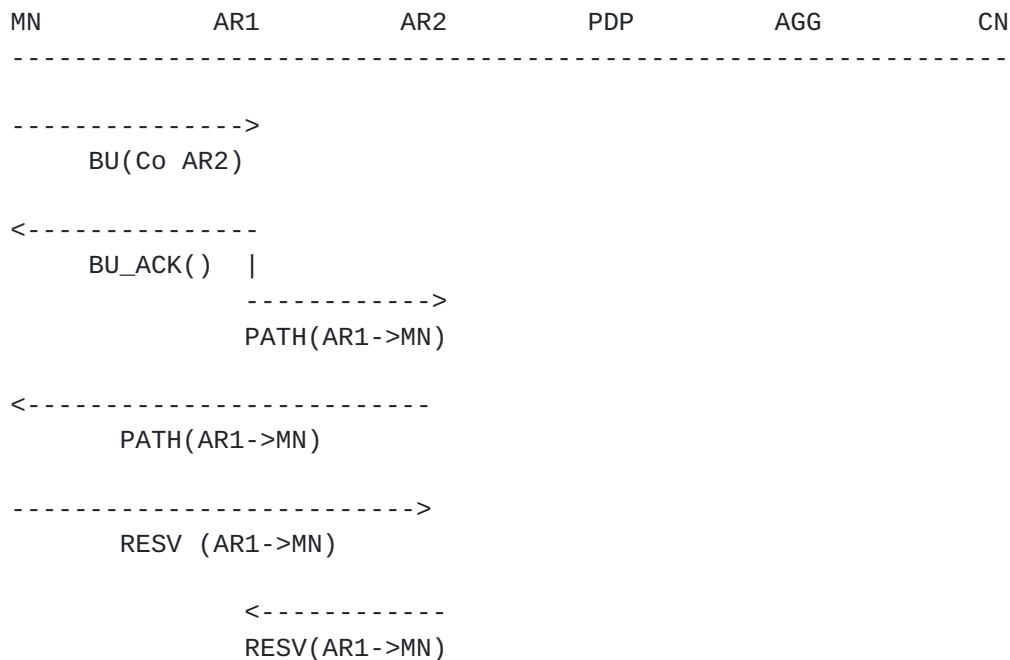 MN             AR1         AR2         PDP         AGG          CN
----------------------------------------------------------------

--------------->
     BU(Co AR2)

<---------------
     BU_ACK()  |
               ------------>
               PATH(AR1->MN)

<--------------------------
       PATH(AR1->MN)

-------------------------->
       RESV (AR1->MN)

               <------------
               RESV(AR1->MN)